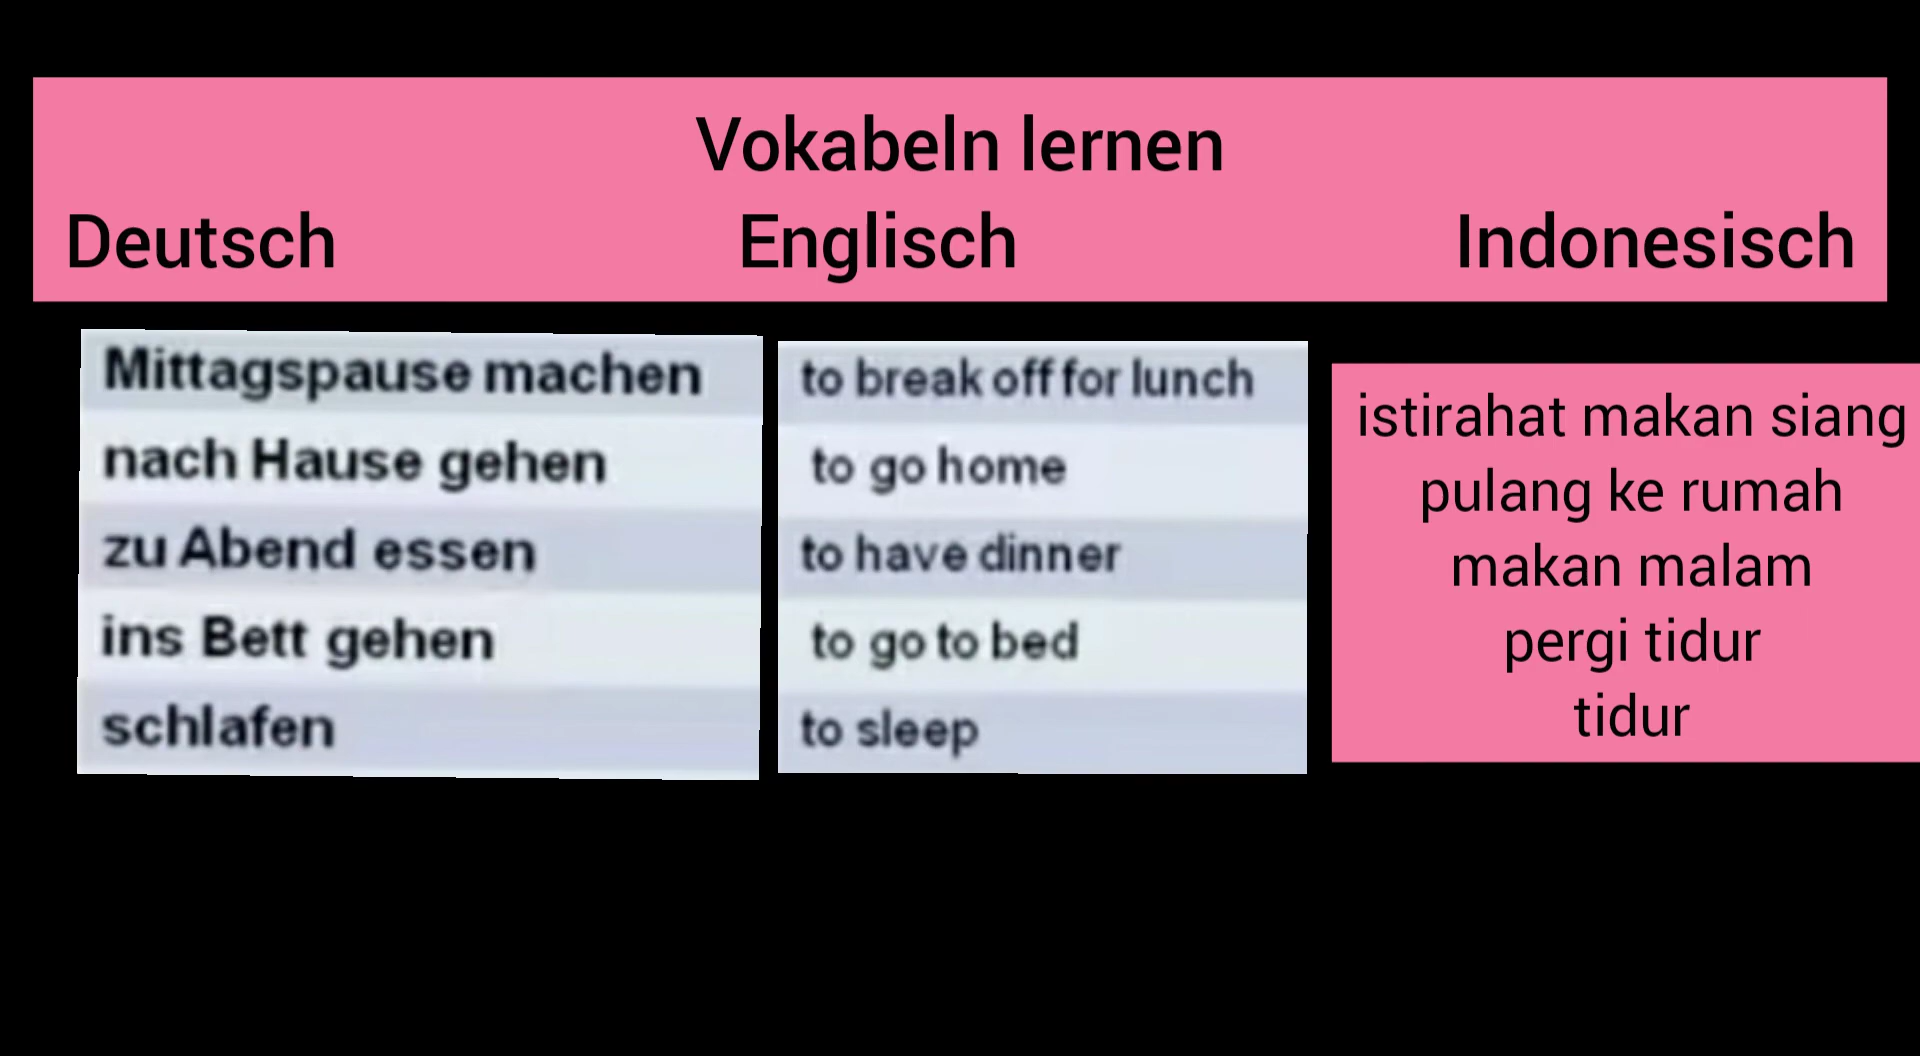 Vokabeln lernen
Deutsch Englisch Indonesisch
Mittagspause machen to break off for lunch istirahat makan siang
nach Hause gehen to go home pulang ke rumah
zu Abend essen to have dinner makan malam
ins Bett gehen to go to bed pergi tidur
schlafen to sleep tidur